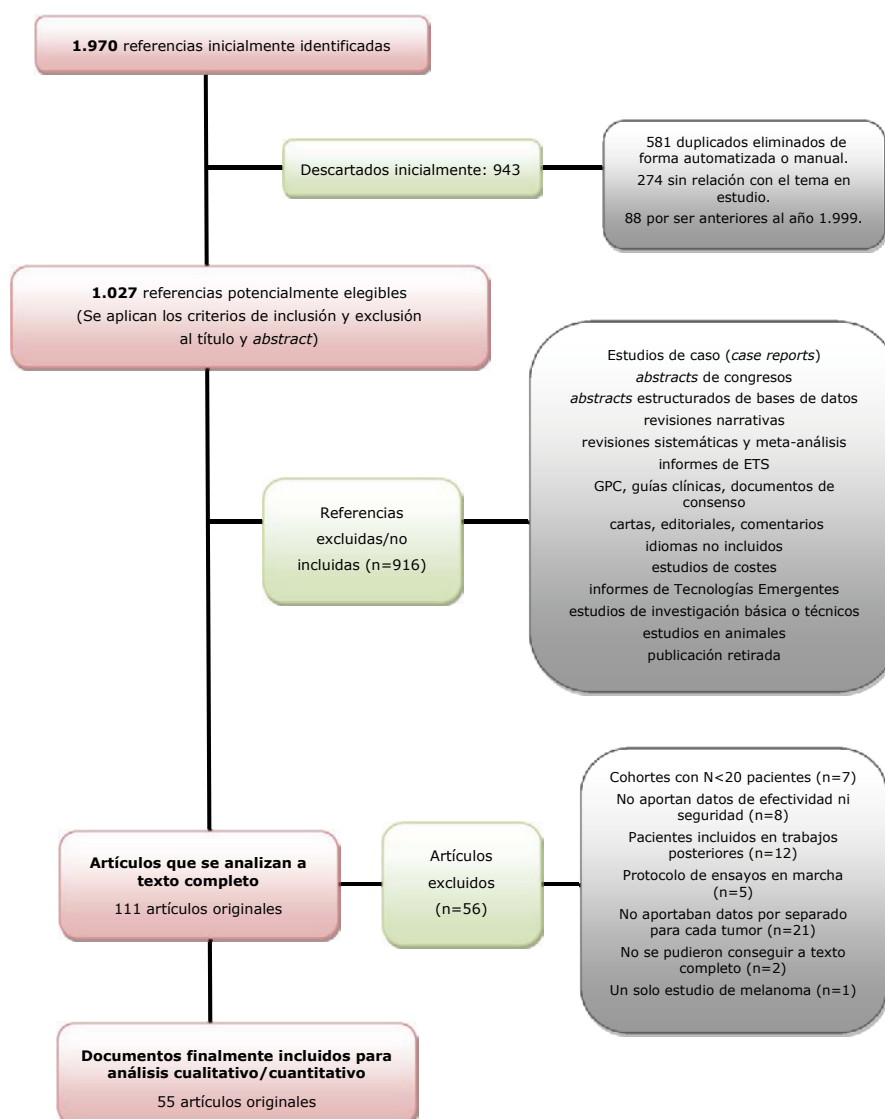 1.970 referencias inicialmente identificadas
Descartados inicialmente: 943
581 duplicados eliminados de
forma automatizada o manual.
274 sin relación con el tema en
estudio.
88 por ser anteriores al año 1.999.
1.027 referencias potencialmente elegibles
(Se aplican los criterios de inclusión y exclusión
al título y abstract)
Estudios de caso (case reports)
abstracts de congresos
abstracts estructurados de bases de datos
revisiones narrativas
revisiones sistemáticas y meta-análisis
informes de ETS
GPC, guías clínicas, documentos de
consenso
cartas, editoriales, comentarios
idiomas no incluidos
estudios de costes
informes de Tecnologías Emergentes
estudios de investigación básica o técnicos
estudios en animales
publicación retirada
Referencias
excluidas/no
incluidas (n=916)
Artículos que se analizan a
texto completo
111 artículos originales
Artículos
excluidos
(n=56)
Cohortes con N<20 pacientes (n=7)
No aportan datos de efectividad ni
seguridad (n=8)
Pacientes incluidos en trabajos
posteriores (n=12)
Protocolo de ensayos en marcha
(n=5)
No aportaban datos por separado
para cada tumor (n=21)
No se pudieron conseguir a texto
completo (n=2)
Un solo estudio de melanoma (n=1)
Documentos finalmente incluidos para
análisis cualitativo/cuantitativo
55 artículos originales